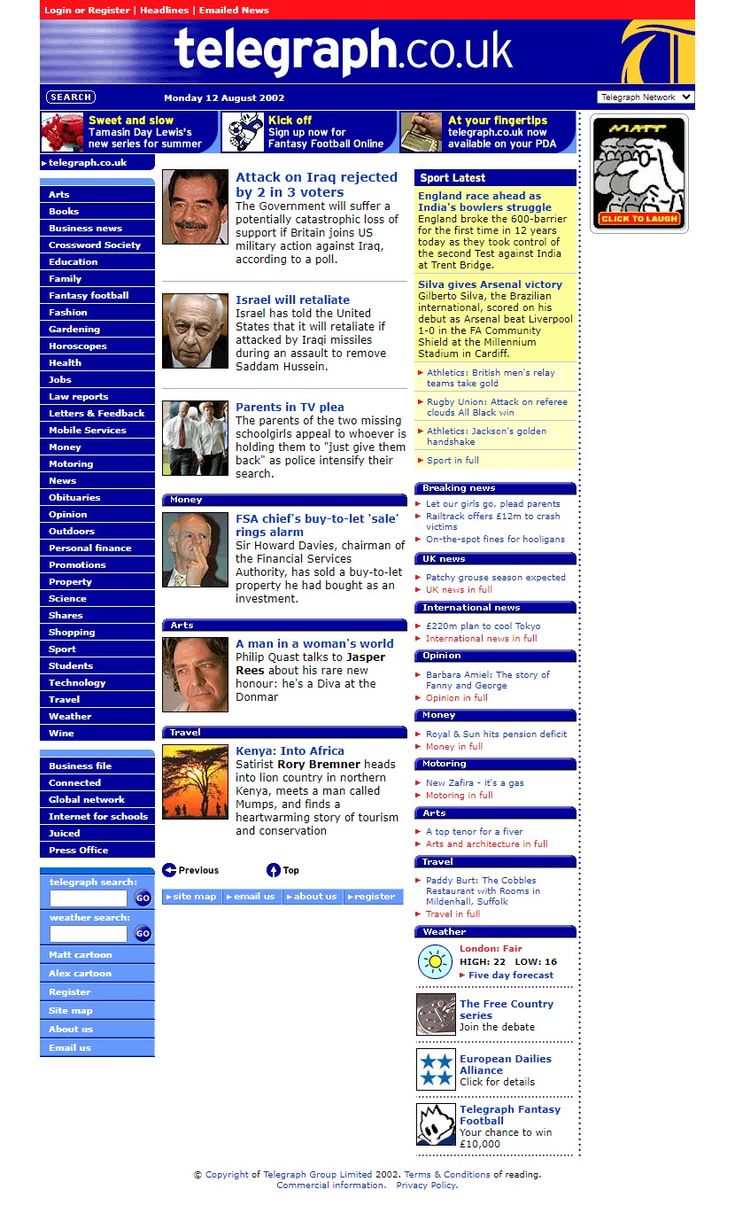 Login or Register | Headlines | Emailed News
telegraph.co.uk
SEARCH
Monday 12 August 2002
Telegraph Network
Sweet and slow
Tamasin Day Lewis's
new series for summer
Kick off
Sign up now for
Fantasy Football Online
At your fingertips
telegraph.co.uk now
available on your PDA
MATT
CLICK TO LAUGH
telegraph.co.uk
Arts
Books
Business news
Crossword Society
Education
Family
Fantasy football
Fashion
Gardening
Horoscopes
Health
Jobs
Law reports
Letters & Feedback
Mobile Services
Money
Motoring
News
Obituaries
Opinion
Outdoors
Personal finance
Promotions
Property
Science
Shares
Shopping
Sport
Students
Technology
Travel
Weather
Wine
Business file
Connected
Global network
Internet for schools
Juiced
Press Office
telegraph search:
GO
weather search:
GO
Matt cartoon
Alex cartoon
Register
Site map
About us
Email us
Attack on Iraq rejected
by 2 in 3 voters
The Government will suffer a
potentially catastrophic loss of
support if Britain joins US
military action against Iraq,
according to a poll.
Israel will retaliate
Israel has told the United
States that it will retaliate if
attacked by Iraqi missiles
during an assault to remove
Saddam Hussein.
Parents in TV plea
The parents of the two missing
schoolgirls appeal to whoever is
holding them to "just give them
back" as police intensify their
search.
Money
FSA chief's buy-to-let 'sale'
rings alarm
Sir Howard Davies, chairman of
the Financial Services
Authority, has sold a buy-to-let
property he had bought as an
investment.
Arts
A man in a woman's world
Philip Quast talks to Jasper
Rees about his rare new
honour: he's a Diva at the
Donmar
Travel
Kenya: Into Africa
Satirist Rory Bremner heads
into lion country in northern
Kenya, meets a man called
Mumps, and finds a
heartwarming story of tourism
and conservation
Previous
Top
site map
email us
about us
register
Sport Latest
England race ahead as
India's bowlers struggle
England broke the 600-barrier
for the first time in 12 years
today as they took control of
the second Test against India
at Trent Bridge.
Silva gives Arsenal victory
Gilberto Silva, the Brazilian
international, scored on his
debut as Arsenal beat Liverpool
1-0 in the FA Community
Shield at the Millennium
Stadium in Cardiff.
Athletics: British men's relay
teams take gold
Rugby Union: Attack on referee
clouds All Black win
Athletics: Jackson's golden
handshake
Sport in full
Breaking news
Let our girls go, plead parents
Railtrack offers £12m to crash
victims
On-the-spot fines for hooligans
UK news
Patchy grouse season expected
UK news in full
International news
£220m plan to cool Tokyo
International news in full
Opinion
Barbara Amiel: The story of
Fanny and George
Opinion in full
Money
Royal & Sun hits pension deficit
Money in full
Motoring
New Zafira - it's a gas
Motoring in full
Arts
A top tenor for a fiver
Arts and architecture in full
Travel
Paddy Burt: The Cobbles
Restaurant with Rooms in
Mildenhall, Suffolk
Travel in full
Weather
London: Fair
HIGH: 22 LOW: 16
Five day forecast
The Free Country
series
Join the debate
European Dailies
Alliance
Click for details
Telegraph Fantasy
Football
Your chance to win
£10,000
© Copyright of Telegraph Group Limited 2002. Terms & Conditions of reading.
Commercial information. Privacy Policy.